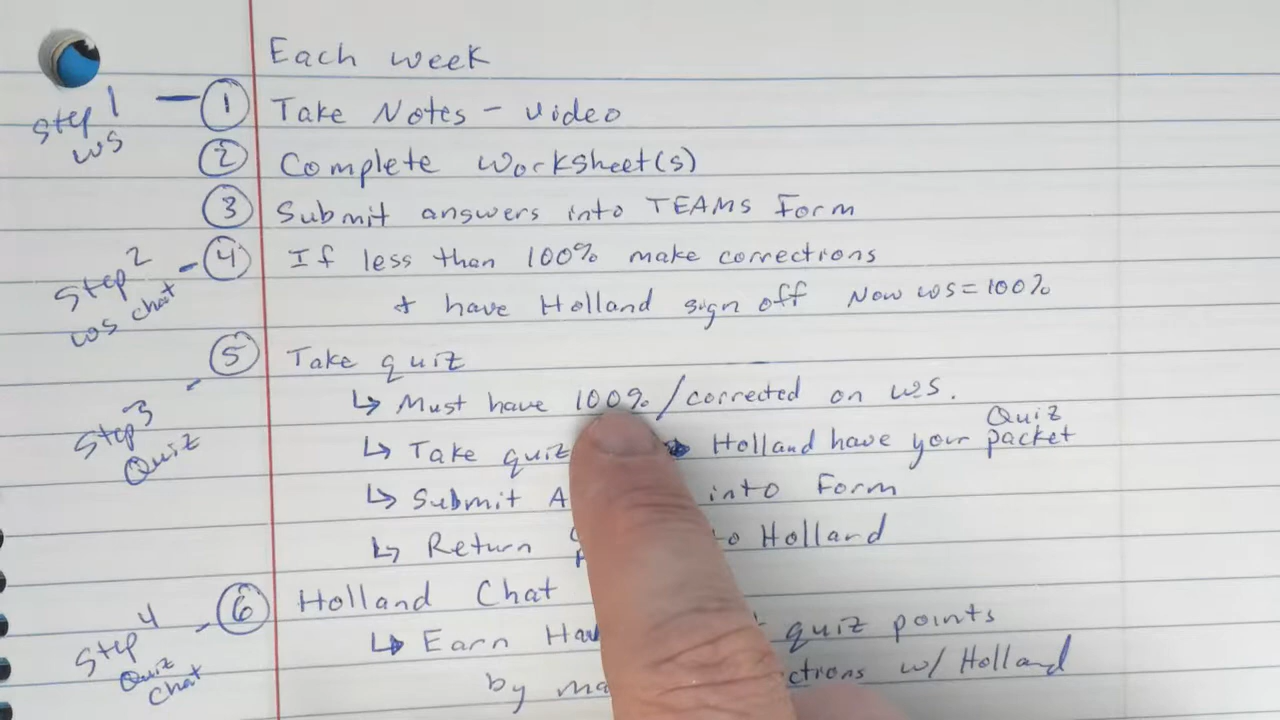 Each week
Step 1 — ① Take Notes - video
ws
② Complete Worksheet(s)
③ Submit answers into TEAMS Form
Step 2 - ④ If less than 100% make corrections
ws chat
+ have Holland sign off Now WS = 100%
⑤ Take quiz
Step 3
Quiz
↳ Must have 100% / corrected on WS.
↳ Take quiz Holland have your Quiz packet
↳ Submit into Form
↳ Return to Holland
Step 4 - ⑥ Holland Chat
Quiz
Chat
↳ Earn quiz points
by w/ Holland